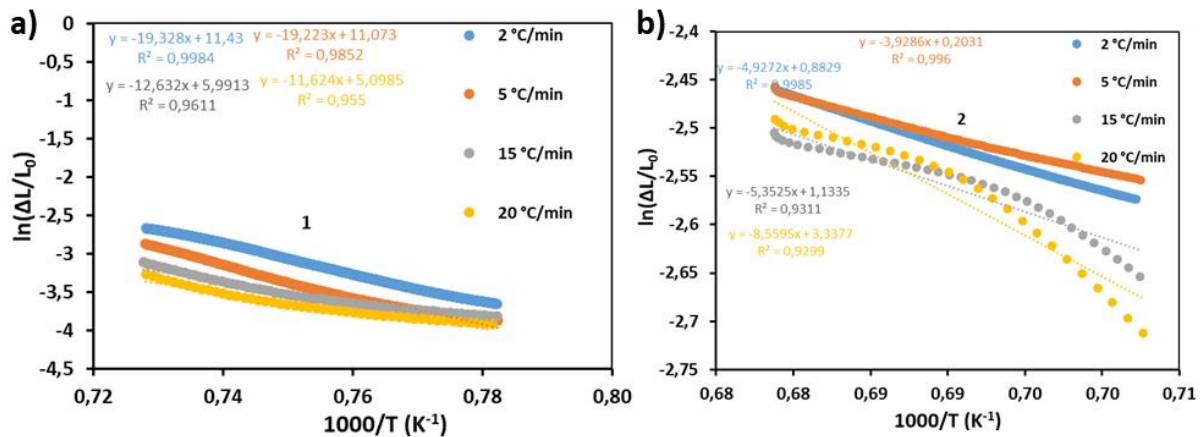 a)
0
-0,5
-1
-1,5
-2
-2,5
-3
-3,5
-4
-4,5
ln(ΔL/L0)
y = -19,328x + 11,43
R² = 0,9984
y = -19,223x + 11,073
R² = 0,9852
y = -12,632x + 5,9913
R² = 0,9611
y = -11,624x + 5,0985
R² = 0,955
2 °C/min
5 °C/min
15 °C/min
20 °C/min
1
0,72
0,74
0,76
0,78
0,80
1000/T (K⁻¹)
b)
-2,4
-2,45
-2,5
-2,55
-2,6
-2,65
-2,7
-2,75
ln(ΔL/L0)
y = -3,9286x + 0,2031
R² = 0,996
y = -4,9272x + 0,8829
R² = 0,9985
2 °C/min
5 °C/min
15 °C/min
20 °C/min
2
y = -5,3525x + 1,1335
R² = 0,9311
y = -8,5595x + 3,3377
R² = 0,9299
0,68
0,68
0,69
0,69
0,70
0,70
0,71
1000/T (K⁻¹)